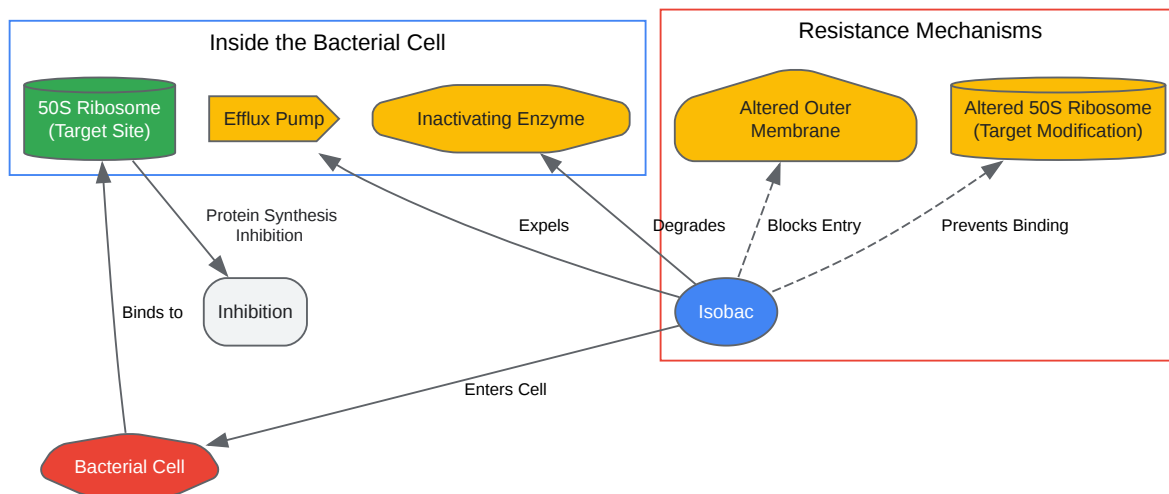 Inside the Bacterial Cell
Resistance Mechanisms
50S Ribosome
(Target Site)
Efflux Pump
Inactivating Enzyme
Altered Outer
Membrane
Altered 50S Ribosome
(Target Modification)
Protein Synthesis
Inhibition
Expels
Degrades
Blocks Entry
Prevents Binding
Binds to
Inhibition
Isobac
Enters Cell
Bacterial Cell